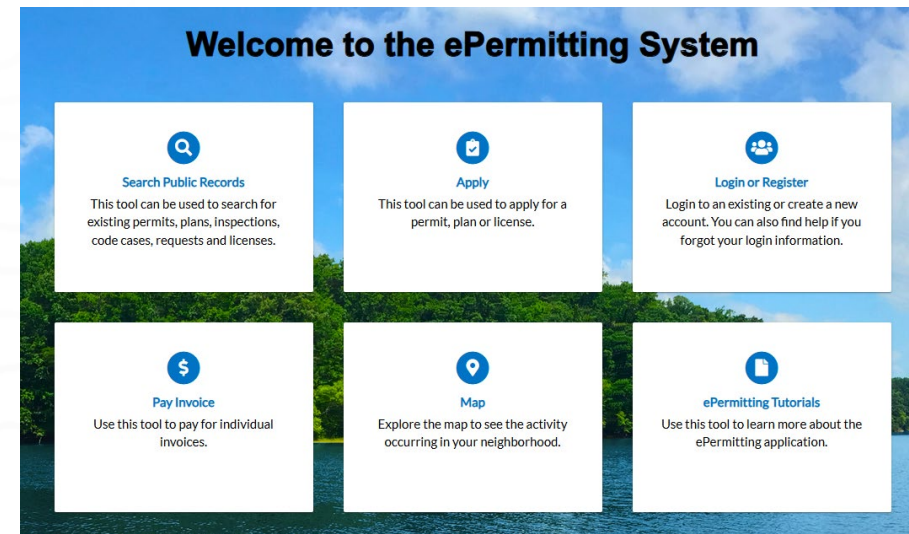 Welcome to the ePermitting System
Search Public Records
This tool can be used to search for
existing permits, plans, inspections,
code cases, requests and licenses.
Apply
This tool can be used to apply for a
permit, plan or license.
Login or Register
Login to an existing or create a new
account. You can also find help if you
forgot your login information.
Pay Invoice
Use this tool to pay for individual
invoices.
Map
Explore the map to see the activity
occurring in your neighborhood.
ePermitting Tutorials
Use this tool to learn more about the
ePermitting application.